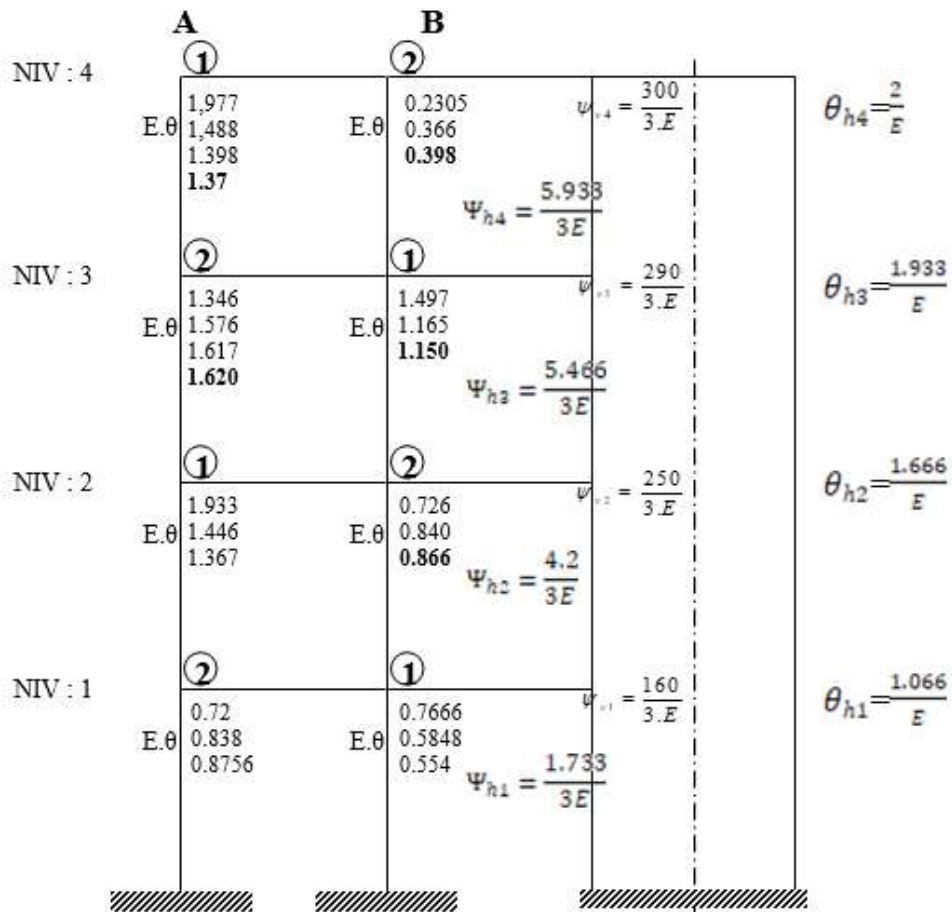 A B
① ②
NIV : 4
1,977
1,488
1.398
1.37
E.θ
0.2305
0.366
0.398
E.θ
ψᵥ₄ = 300/3.E
θₕ₄ = 2/E
Ψₕ₄ = 5.933/3E
② ①
NIV : 3
1.346
1.576
1.617
1.620
E.θ
1.497
1.165
1.150
E.θ
ψᵥ₃ = 290/3.E
θₕ₃ = 1.933/E
Ψₕ₃ = 5.466/3E
① ②
NIV : 2
1.933
1.446
1.367
E.θ
0.726
0.840
0.866
E.θ
ψᵥ₂ = 250/3.E
θₕ₂ = 1.666/E
Ψₕ₂ = 4.2/3E
② ①
NIV : 1
0.72
0.838
0.8756
E.θ
0.7666
0.5848
0.554
E.θ
ψᵥ₁ = 160/3.E
θₕ₁ = 1.066/E
Ψₕ₁ = 1.733/3E